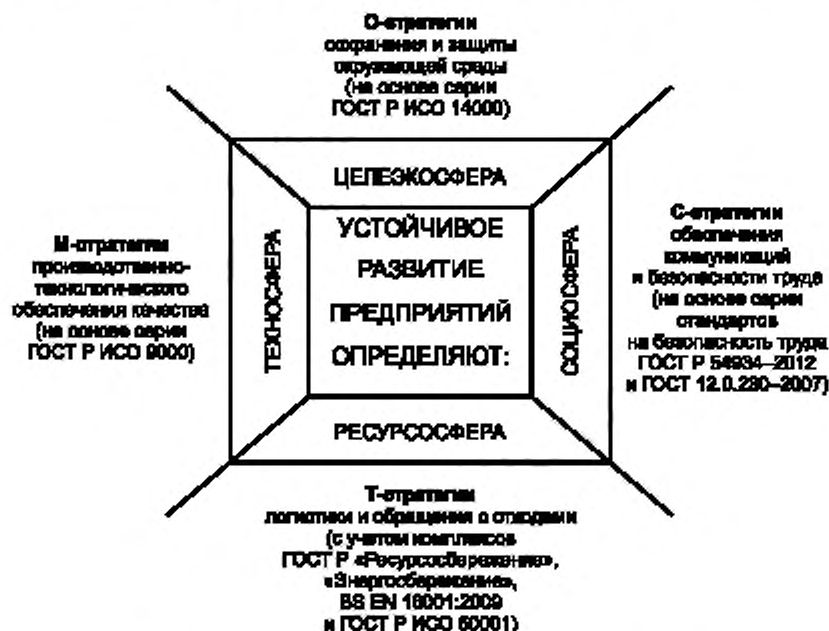 О-стратегии
сохранения и защиты
окружающей среды
(на основе серии
ГОСТ Р ИСО 14000)
ЦЕЛЕЭКОСФЕРА
М-стратегии
производственно-
технологического
обеспечения качества
(на основе серии
ГОСТ Р ИСО 9000)
ТЕХНОСФЕРА
УСТОЙЧИВОЕ
РАЗВИТИЕ
ПРЕДПРИЯТИЙ
ОПРЕДЕЛЯЮТ:
СОЦИОСФЕРА
С-стратегии
обеспечения
коммуникаций
и безопасности труда
(на основе серии
стандартов
на безопасность труда
ГОСТ Р 54934–2012
и ГОСТ 12.0.230–2007)
РЕСУРСОСФЕРА
Т-стратегии
логистики и обращения с отходами
(с учетом комплексов
ГОСТ Р «Ресурсосбережение»,
«Энергосбережение»,
BS EN 16001:2009
и ГОСТ Р ИСО 50001)